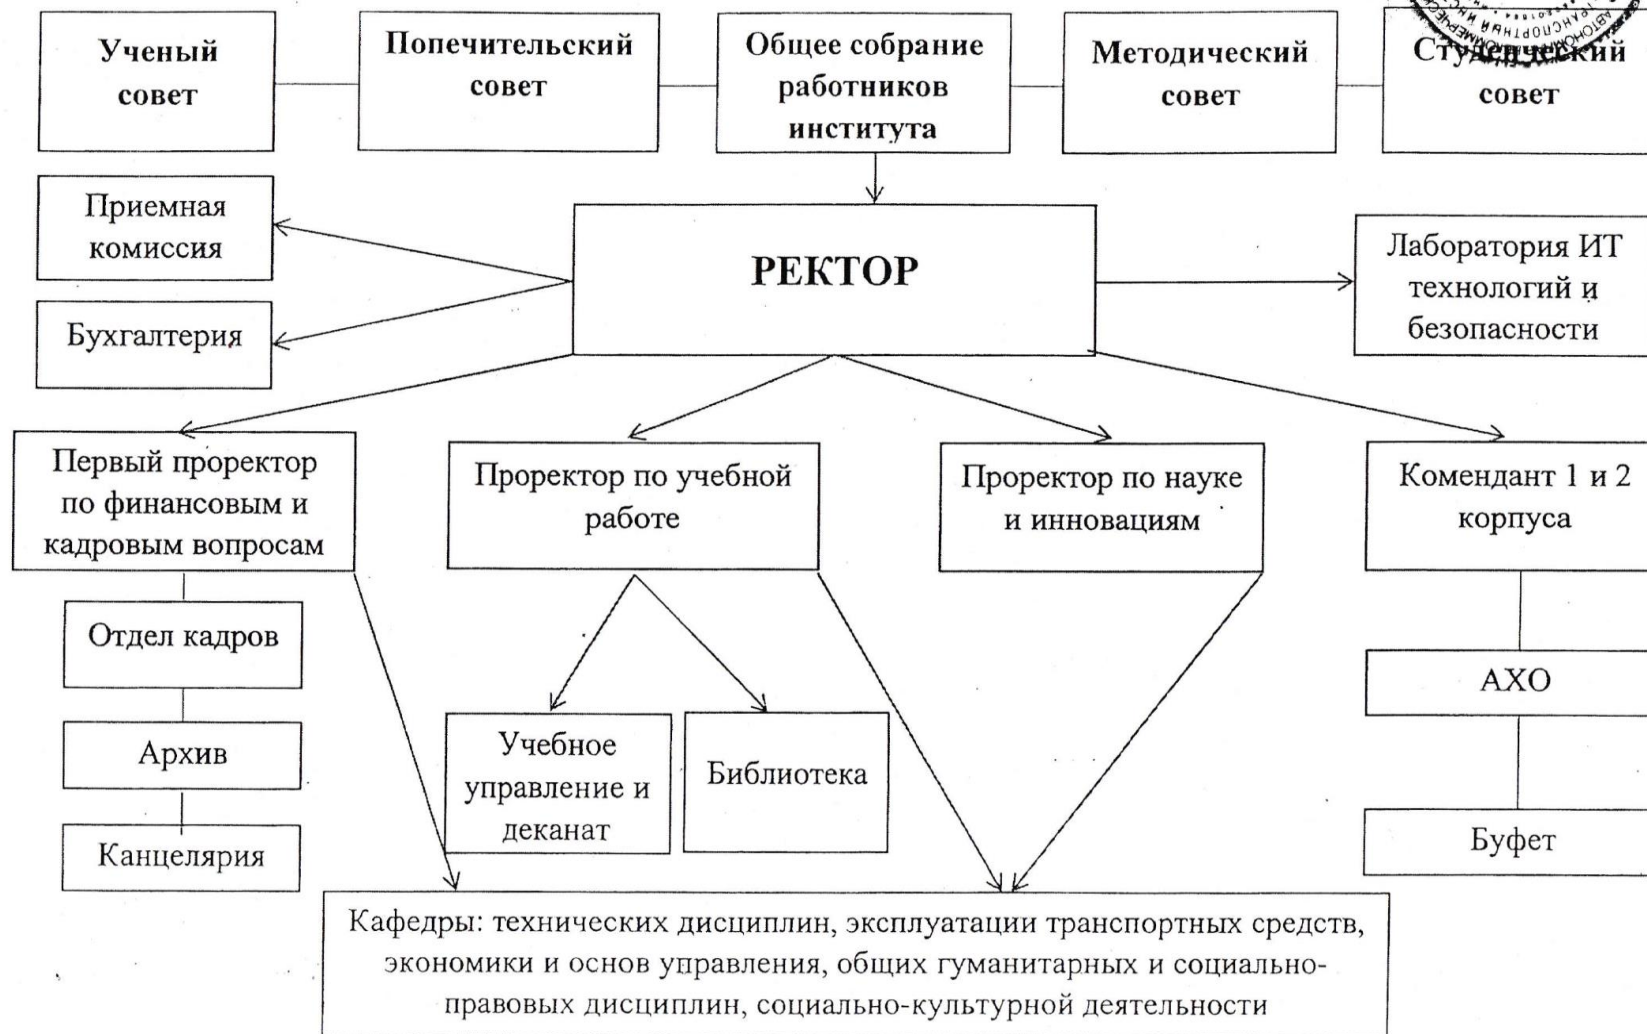 Ученый
совет
Попечительский
совет
Общее собрание
работников
института
Методический
совет
Студенческий
совет
Приемная
комиссия
РЕКТОР
Лаборатория ИТ
технологий и
безопасности
Бухгалтерия
Первый проректор
по финансовым и
кадровым вопросам
Проректор по учебной
работе
Проректор по науке
и инновациям
Комендант 1 и 2
корпуса
Отдел кадров
Архив
Канцелярия
Учебное
управление и
деканат
Библиотека
АХО
Буфет
Кафедры: технических дисциплин, эксплуатации транспортных средств,
экономики и основ управления, общих гуманитарных и социально-
правовых дисциплин, социально-культурной деятельности